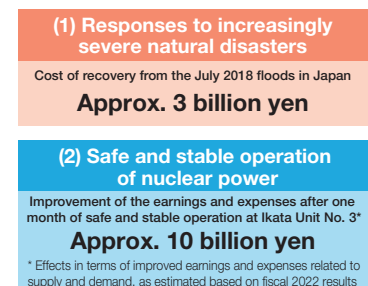 (1) Responses to increasingly
severe natural disasters
Cost of recovery from the July 2018 floods in Japan
Approx. 3 billion yen
(2) Safe and stable operation
of nuclear power
Improvement of the earnings and expenses after one
month of safe and stable operation at Ikata Unit No. 3*
Approx. 10 billion yen
* Effects in terms of improved earnings and expenses related to
supply and demand, as estimated based on fiscal 2022 results